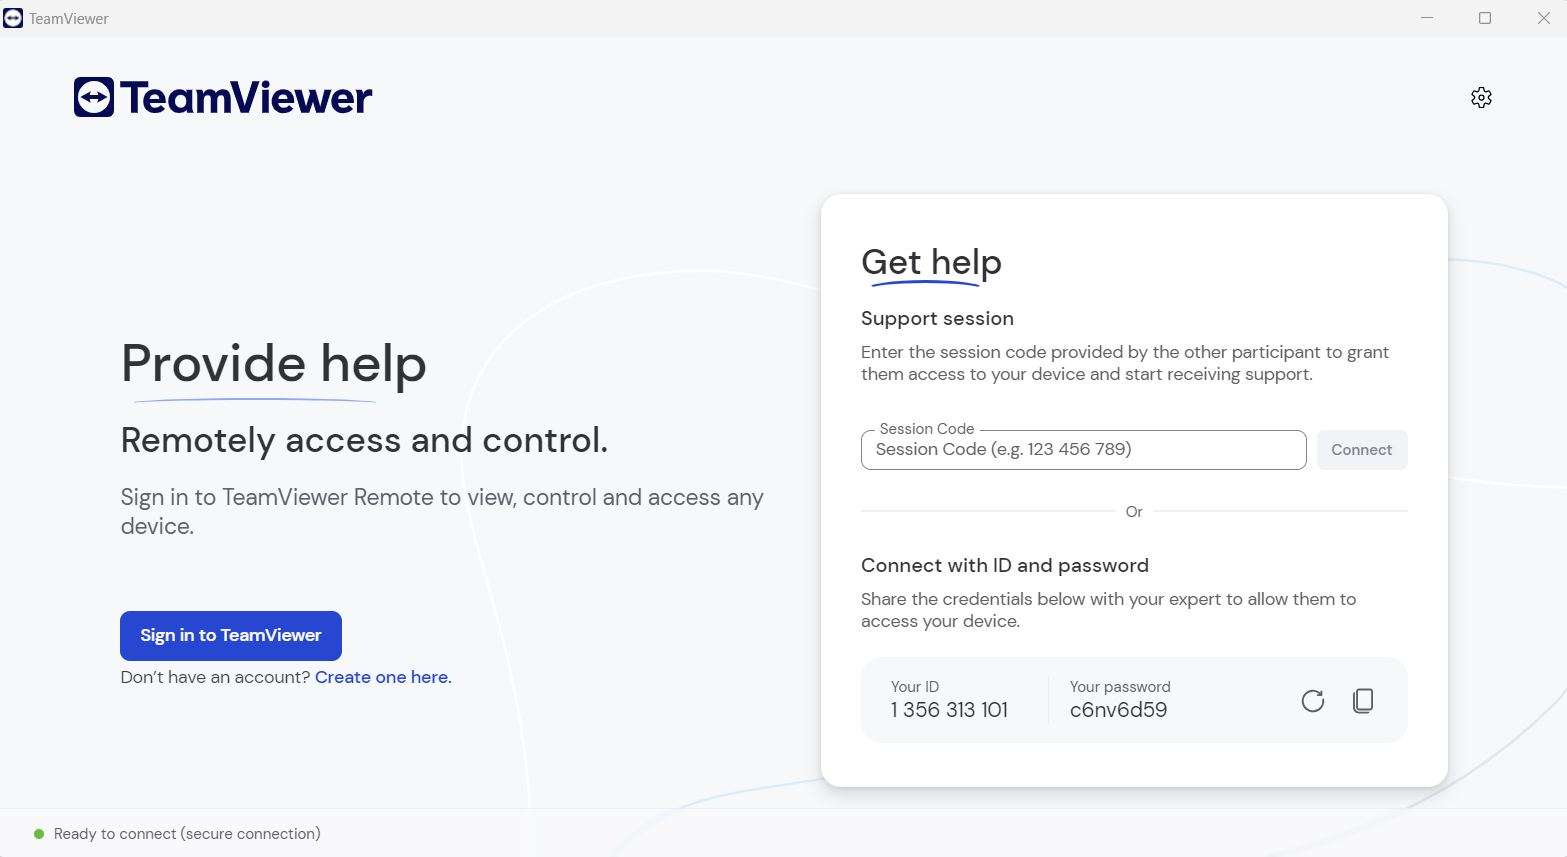 TeamViewer
TeamViewer
Provide help
Remotely access and control.
Sign in to TeamViewer Remote to view, control and access any
device.
Sign in to TeamViewer
Don’t have an account? Create one here.
Get help
Support session
Enter the session code provided by the other participant to grant
them access to your device and start receiving support.
Session Code
Session Code (e.g. 123 456 789)
Connect
Or
Connect with ID and password
Share the credentials below with your expert to allow them to
access your device.
Your ID
1 356 313 101
Your password
c6nv6d59
Ready to connect (secure connection)